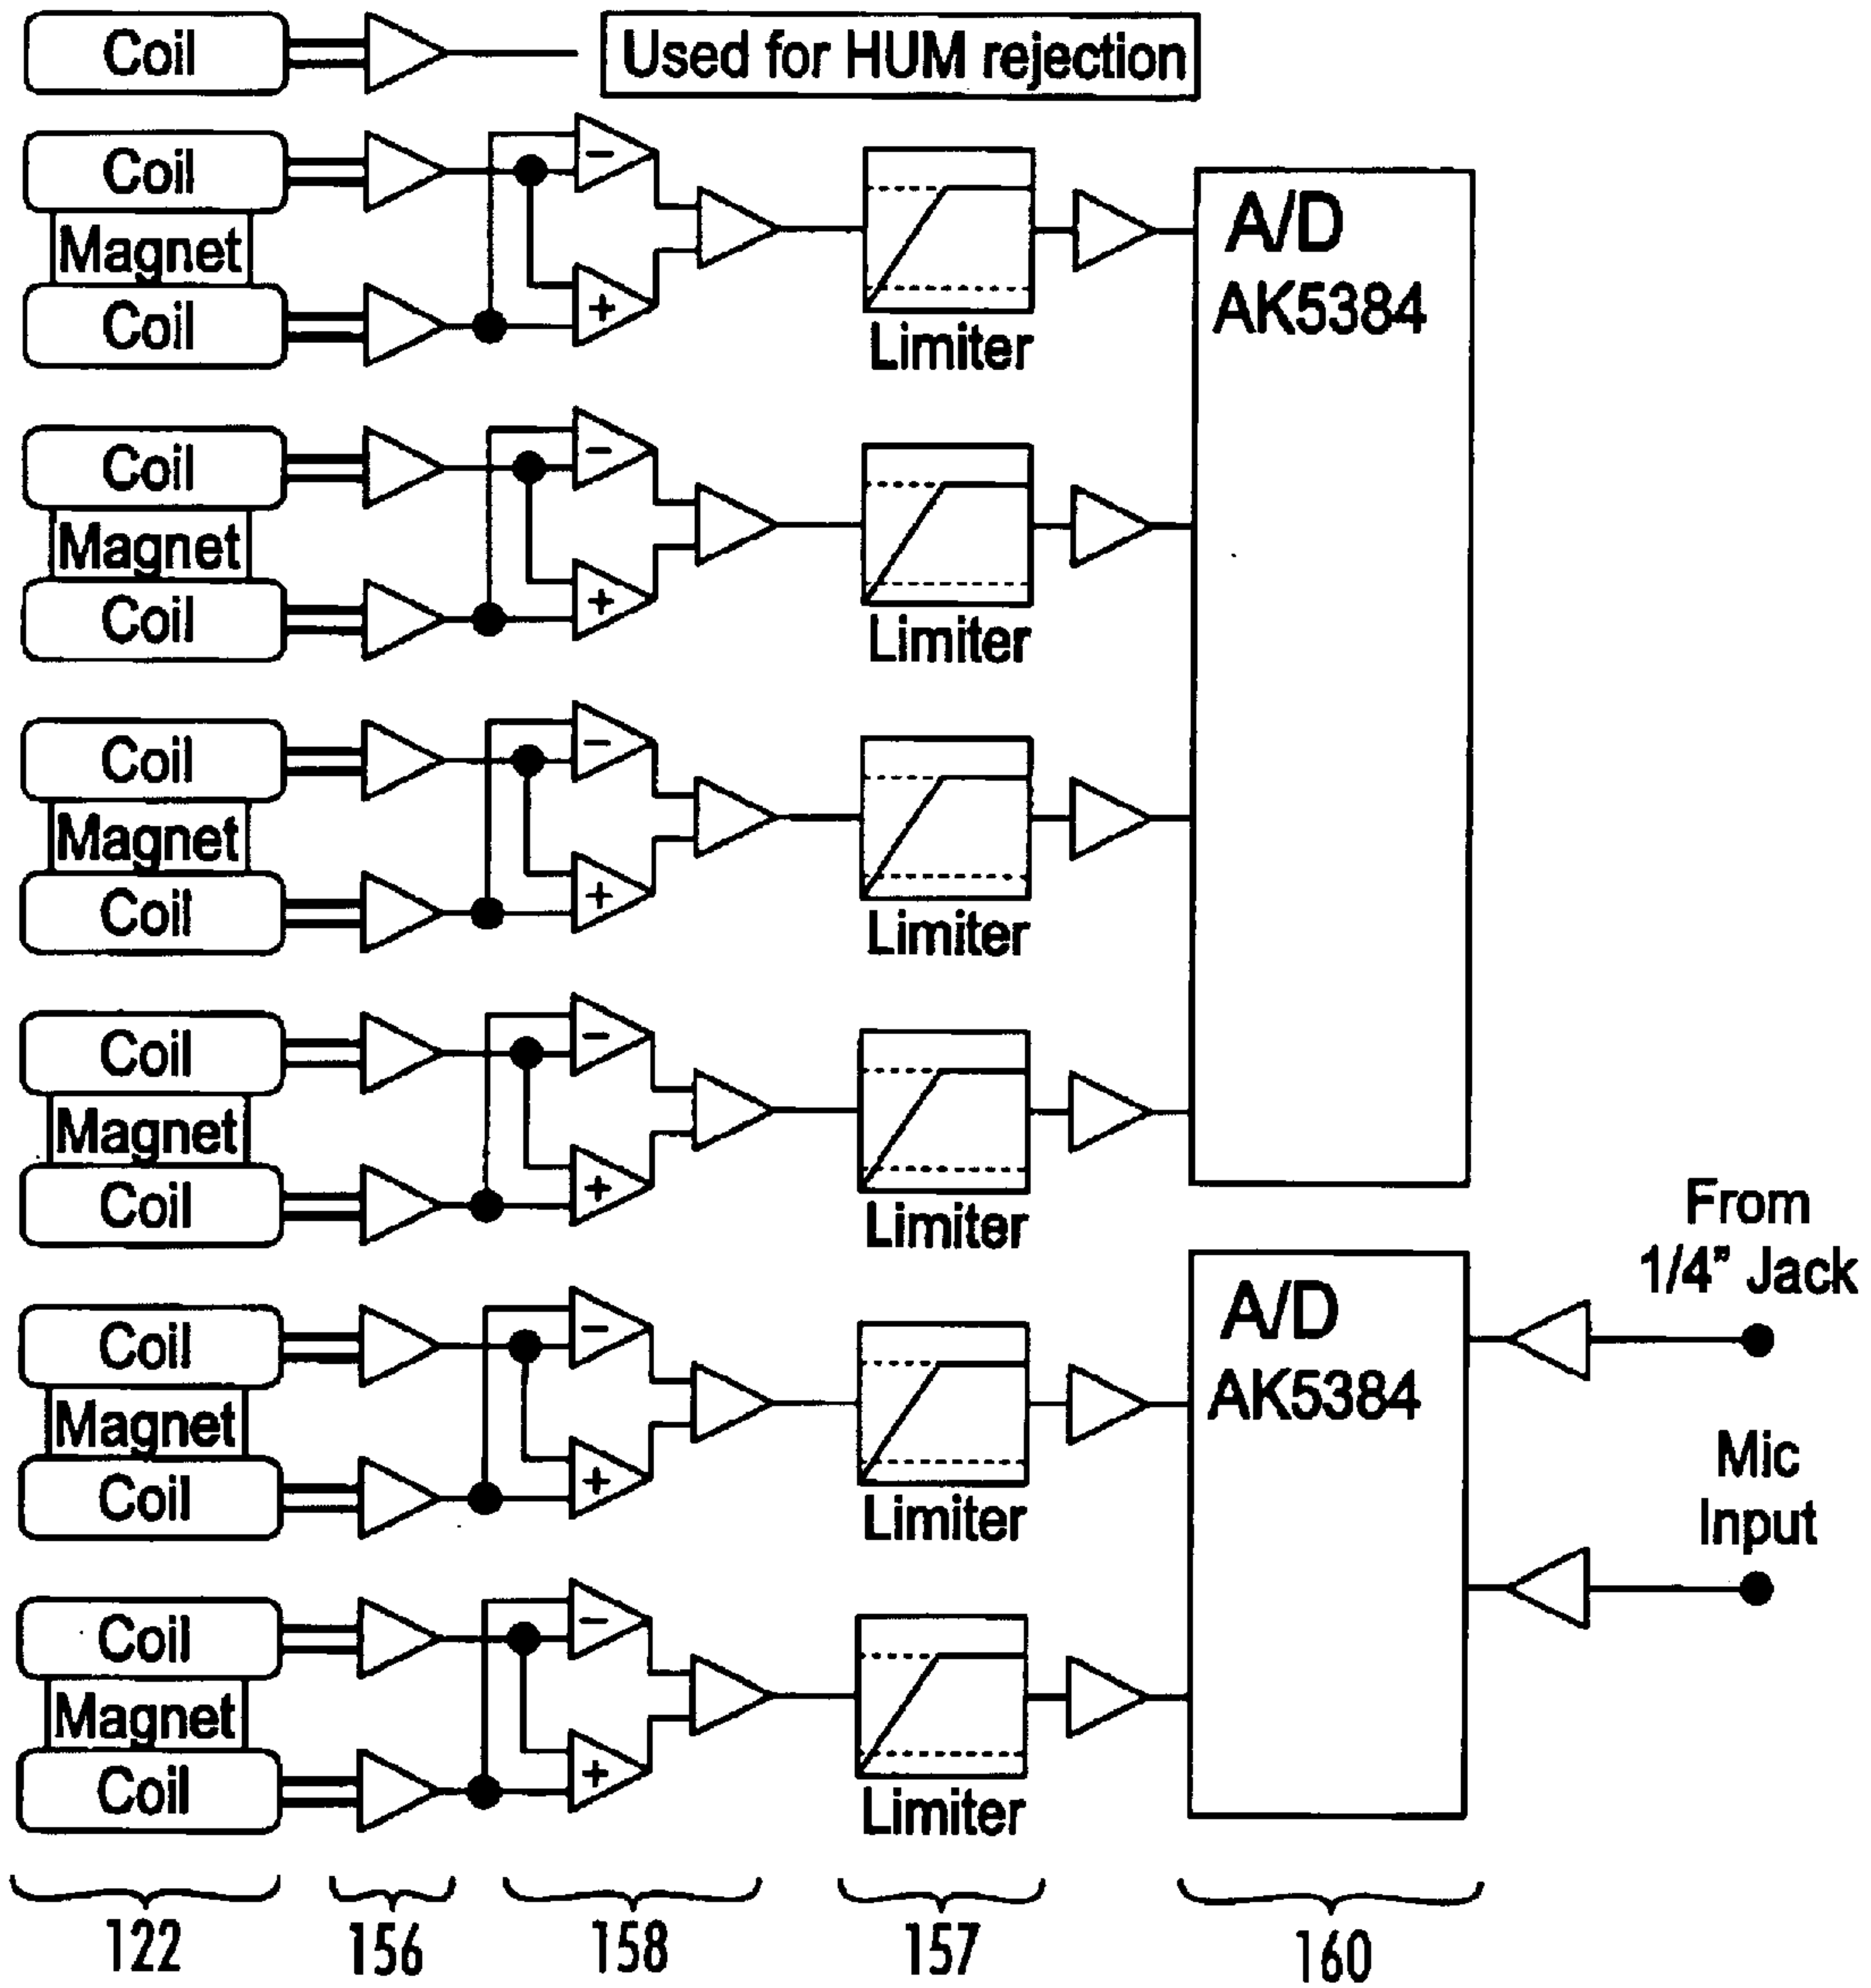 Coil
Used for HUM rejection
Coil
Magnet
Coil
-
+
Limiter
A/D
AK5384
Coil
Magnet
Coil
-
+
Limiter
Coil
Magnet
Coil
-
+
Limiter
Coil
Magnet
Coil
-
+
Limiter
From
1/4” Jack
Coil
Magnet
Coil
-
+
Limiter
A/D
AK5384
Mic
Input
Coil
Magnet
Coil
-
+
Limiter
122
156
158
157
160